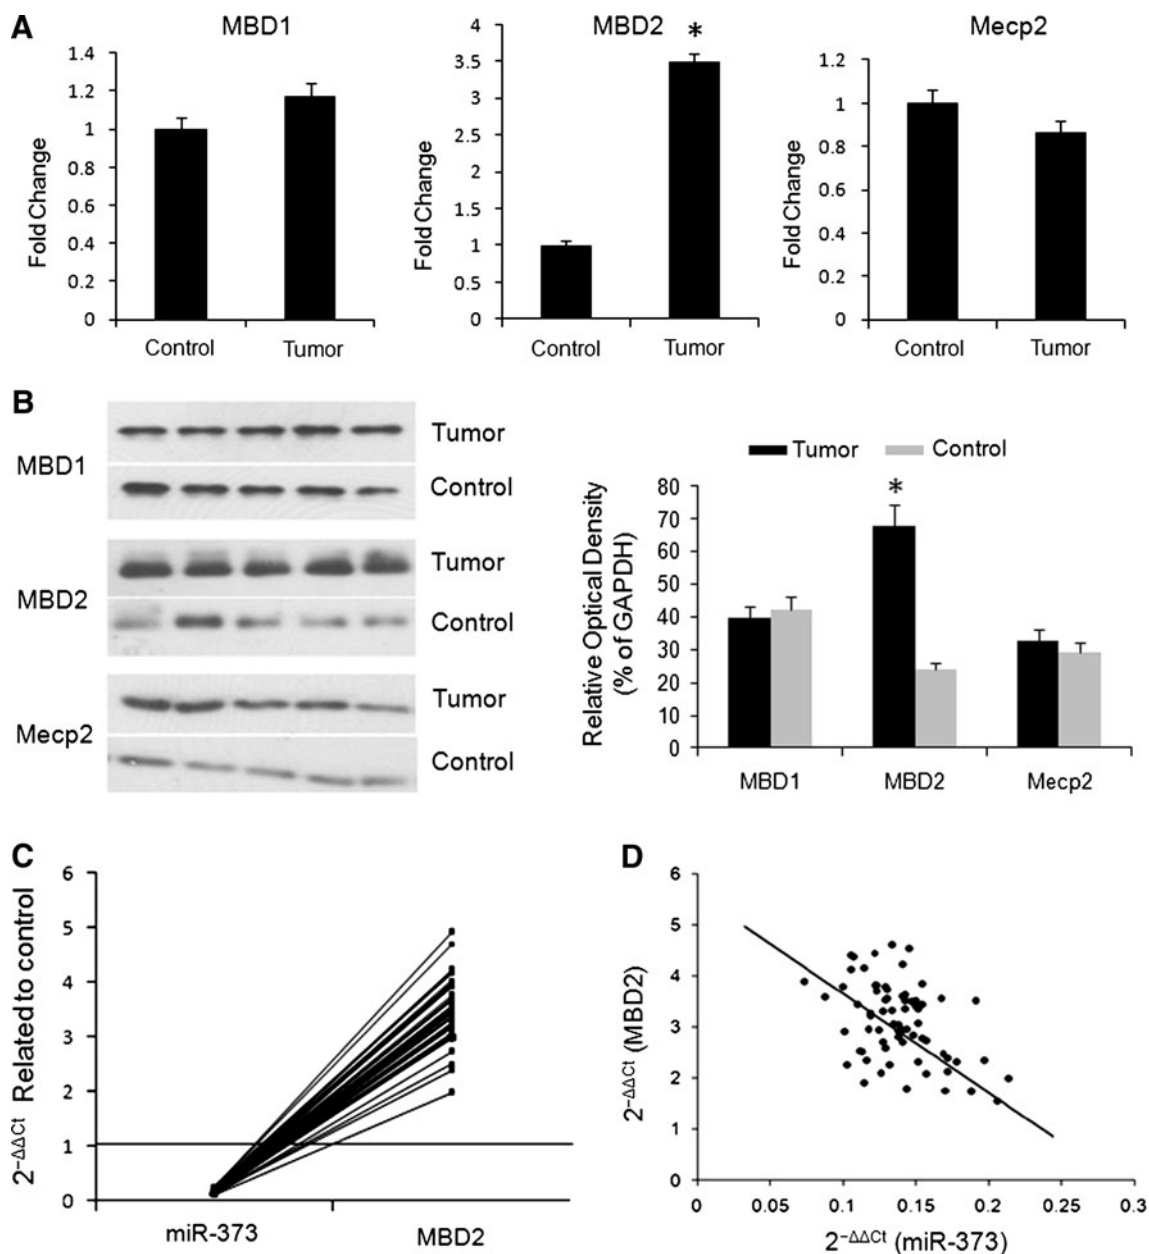 A
MBD1
Fold Change
1.4
1.2
1
0.8
0.6
0.4
0.2
0
Control
Tumor
MBD2
Fold Change
4
3.5
3
2.5
2
1.5
1
0.5
0
*
Control
Tumor
Mecp2
Fold Change
1.2
1
0.8
0.6
0.4
0.2
0
Control
Tumor
B
MBD1
Tumor
Control
MBD2
Tumor
Control
Mecp2
Tumor
Control
Tumor
Control
Relative Optical Density
(% of GAPDH)
80
70
60
50
40
30
20
10
0
*
MBD1
MBD2
Mecp2
C
2-ΔΔCt Related to control
6
5
4
3
2
1
0
miR-373
MBD2
D
2-ΔΔCt (MBD2)
6
5
4
3
2
1
0
0
0.05
0.1
0.15
0.2
0.25
0.3
2-ΔΔCt (miR-373)